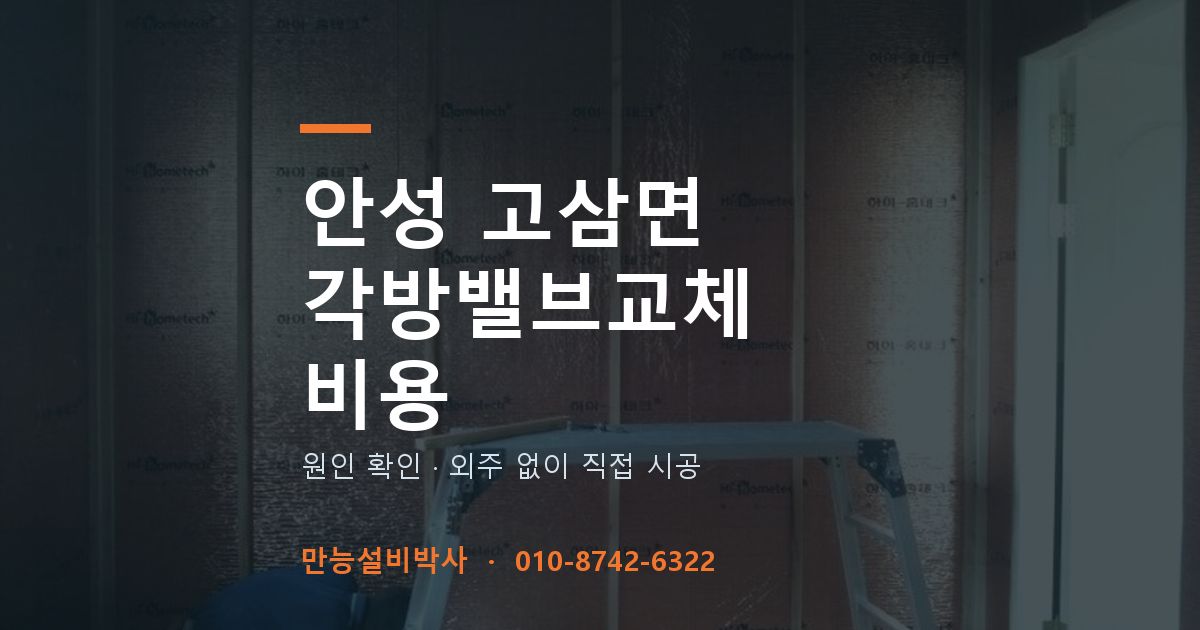 안성 고삼면
각방밸브교체
비용
원인 확인 · 외주 없이 직접 시공
만능설비박사 · 010-8742-6322